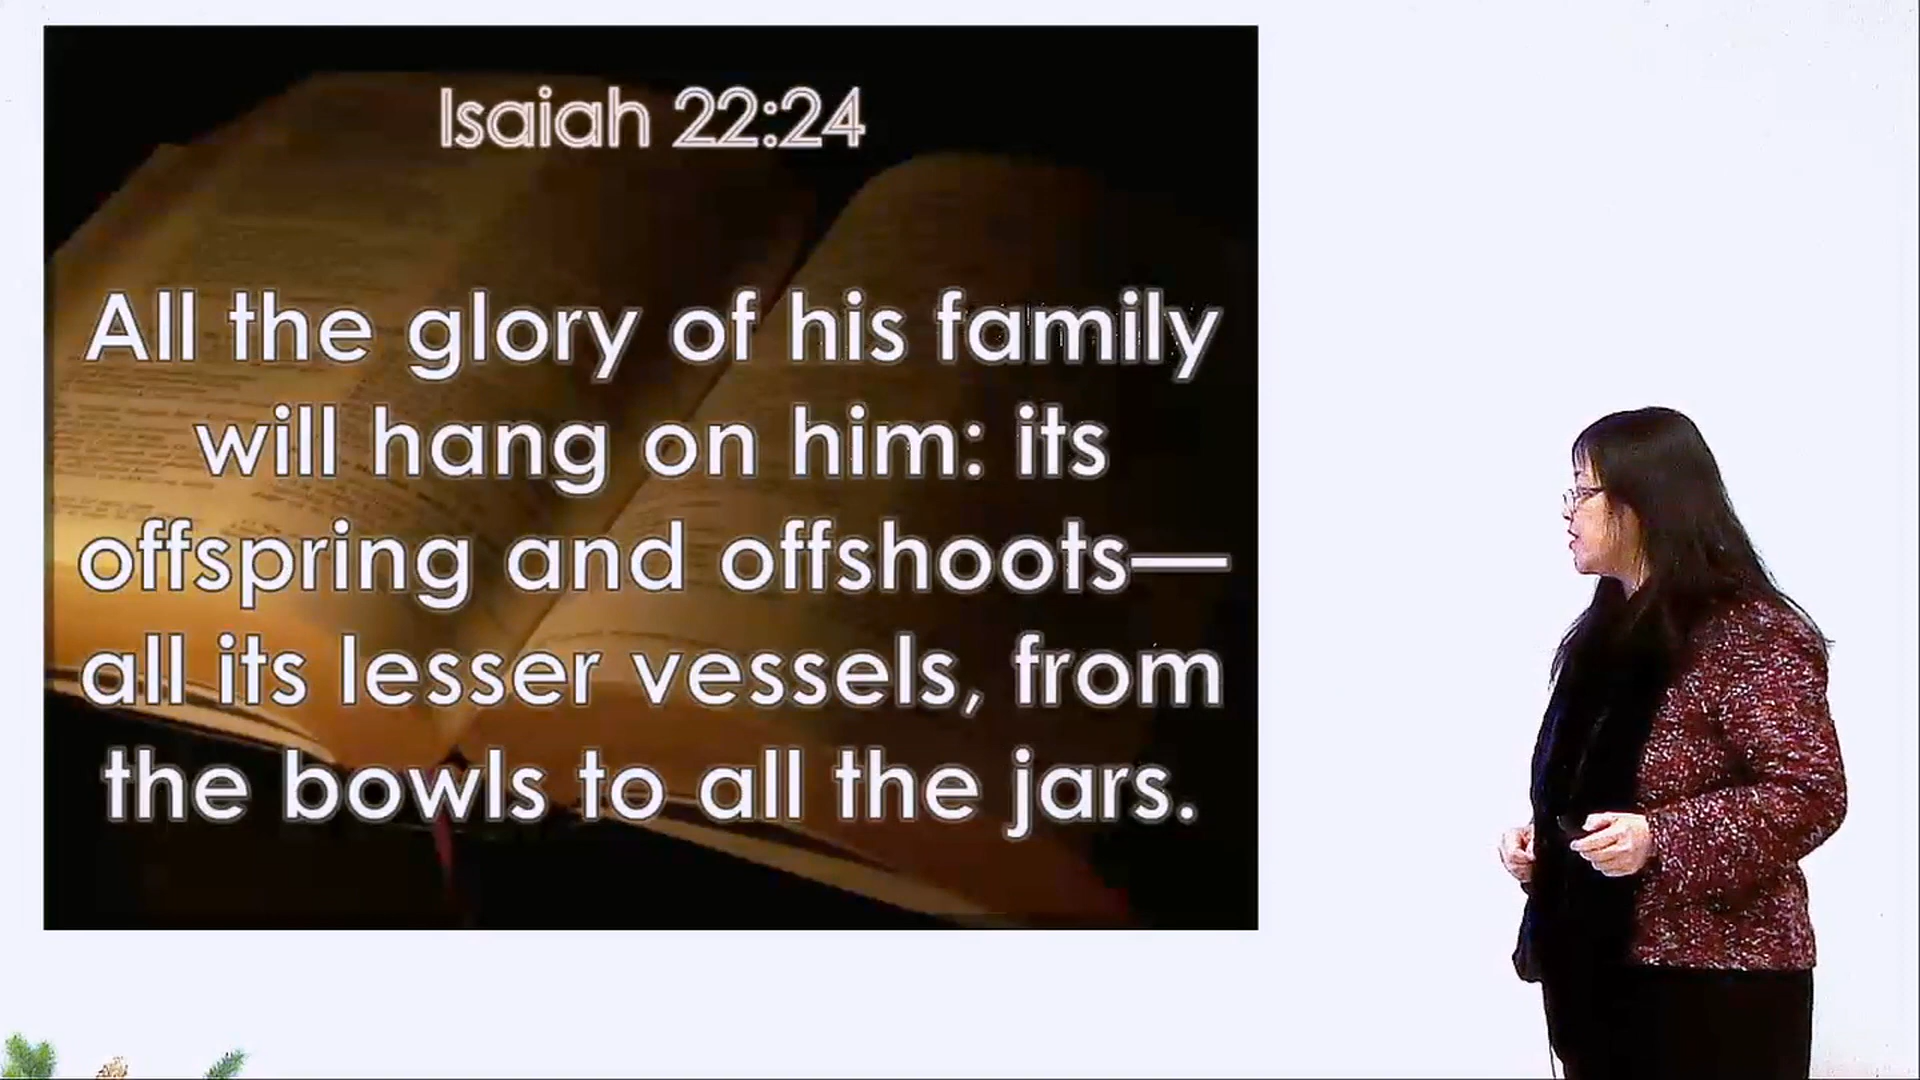 Isaiah 22:24
All the glory of his family
will hang on him: its
offspring and offshoots—
all its lesser vessels, from
the bowls to all the jars.